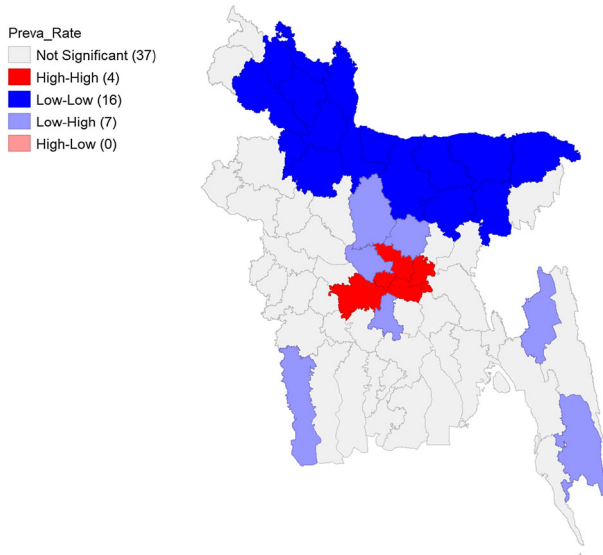 Preva_Rate
Not Significant (37)
High-High (4)
Low-Low (16)
Low-High (7)
High-Low (0)